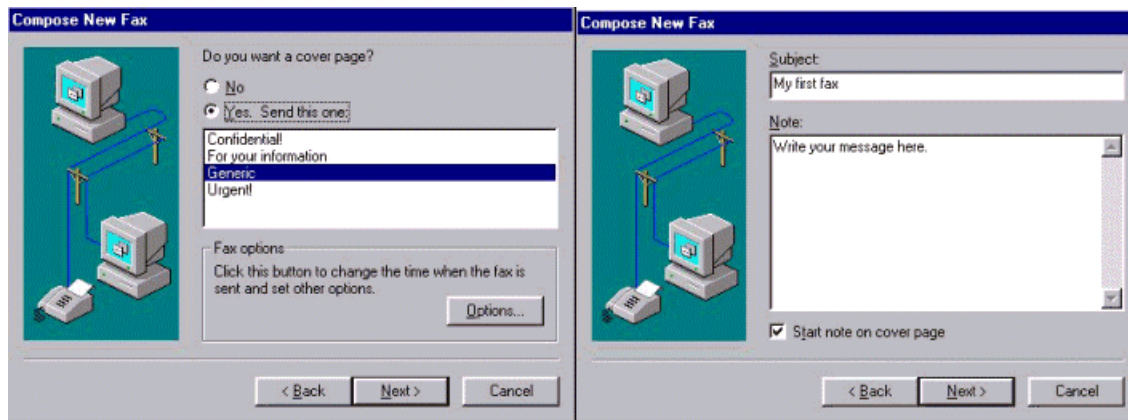 Compose New Fax
Do you want a cover page?
No
Yes. Send this one:
Confidential!
For your information
Generic
Urgent!
Fax options
Click this button to change the time when the fax is
sent and set other options.
Options...
< Back
Next >
Cancel
Compose New Fax
Subject:
My first fax
Note:
Write your message here.
Start note on cover page
< Back
Next >
Cancel